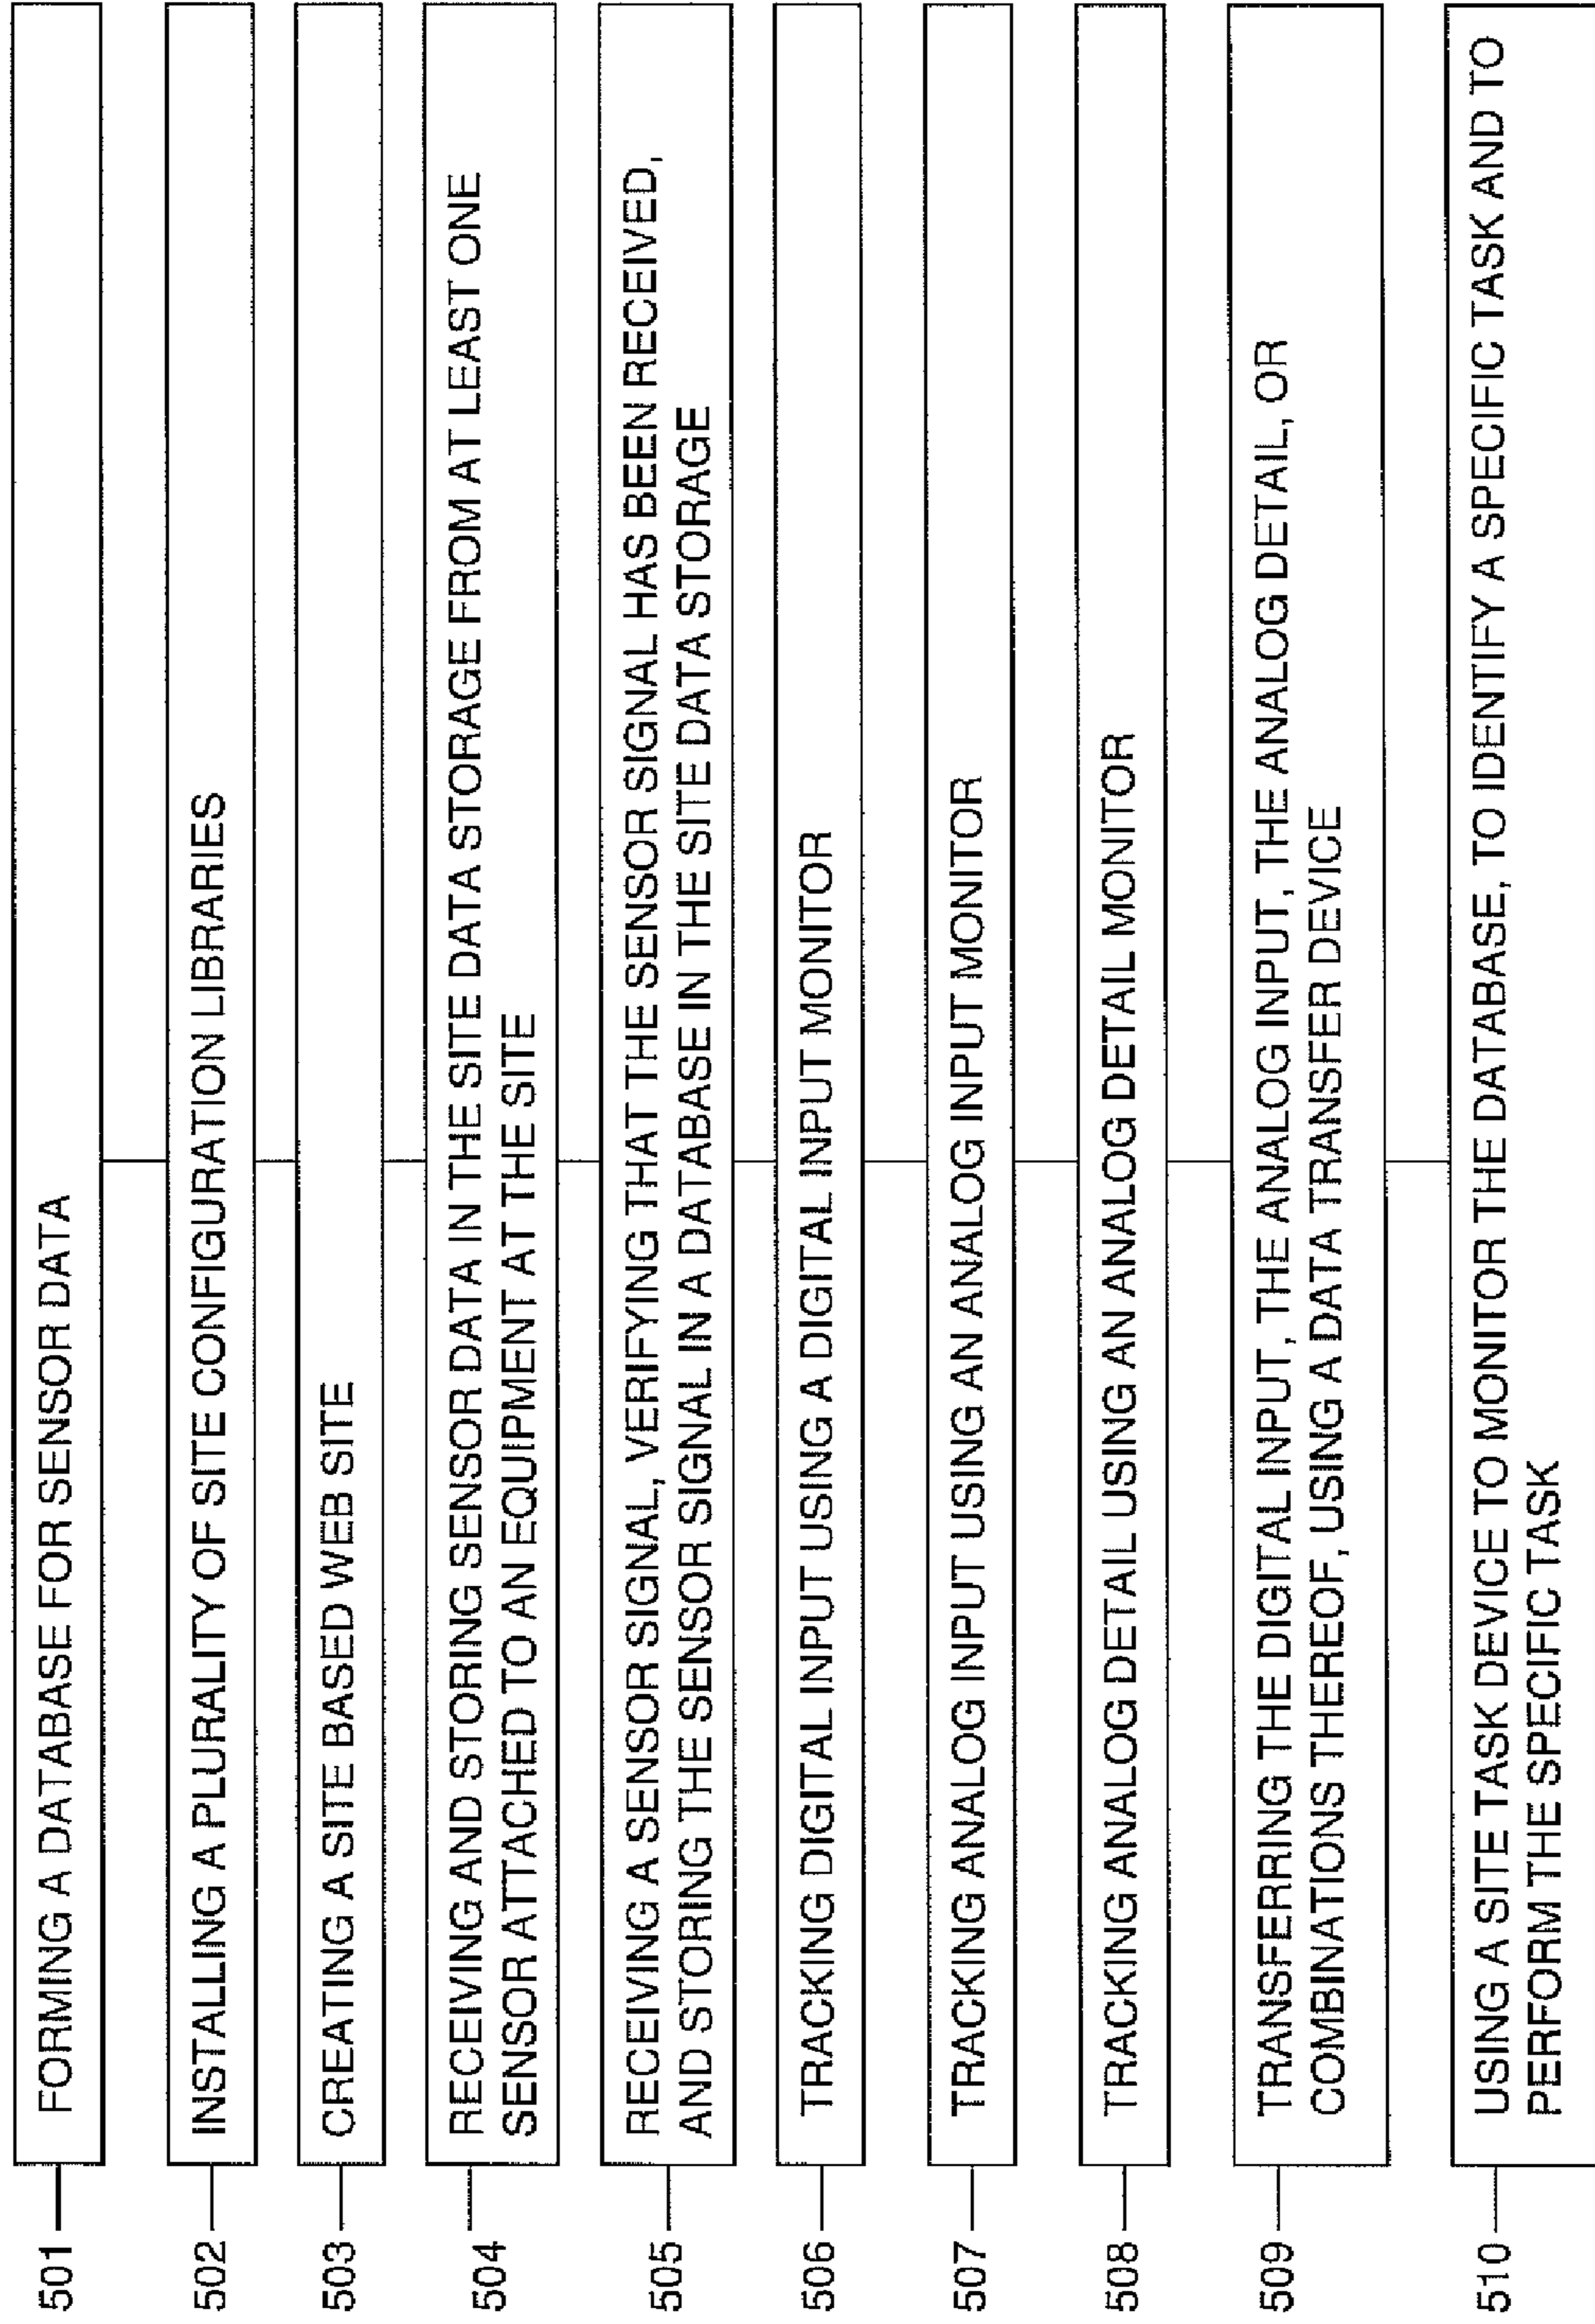 501
FORMING A DATABASE FOR SENSOR DATA
502
INSTALLING A PLURALITY OF SITE CONFIGURATION LIBRARIES
503
CREATING A SITE BASED WEB SITE
504
RECEIVING AND STORING SENSOR DATA IN THE SITE DATA STORAGE FROM AT LEAST ONE
SENSOR ATTACHED TO AN EQUIPMENT AT THE SITE
505
RECEIVING A SENSOR SIGNAL, VERIFYING THAT THE SENSOR SIGNAL HAS BEEN RECEIVED,
AND STORING THE SENSOR SIGNAL IN A DATABASE IN THE SITE DATA STORAGE
506
TRACKING DIGITAL INPUT USING A DIGITAL INPUT MONITOR
507
TRACKING ANALOG INPUT USING AN ANALOG INPUT MONITOR
508
TRACKING ANALOG DETAIL USING AN ANALOG DETAIL MONITOR
509
TRANSFERRING THE DIGITAL INPUT, THE ANALOG INPUT, THE ANALOG DETAIL, OR
COMBINATIONS THEREOF, USING A DATA TRANSFER DEVICE
510
USING A SITE TASK DEVICE TO MONITOR THE DATABASE, TO IDENTIFY A SPECIFIC TASK AND TO
PERFORM THE SPECIFIC TASK